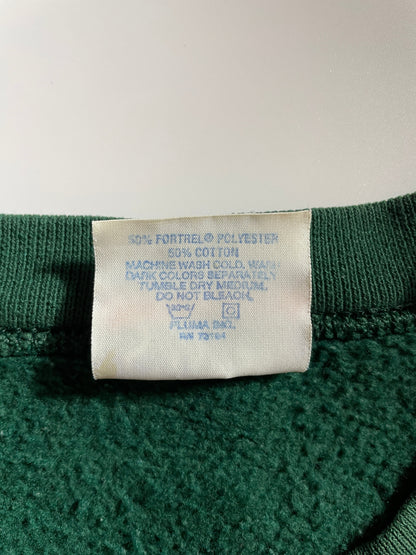 50% FORTREL® POLYESTER
50% COTTON
MACHINE WASH COLD. WASH
DARK COLORS SEPARATELY.
TUMBLE DRY MEDIUM.
DO NOT BLEACH.
PLUMA INC.